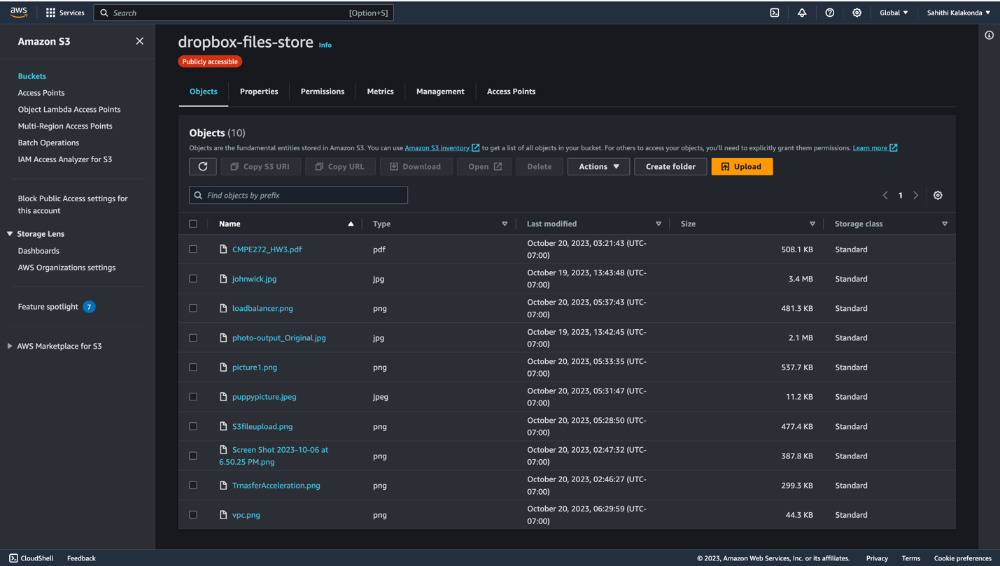 aws
Services
Search
[Option+S]
Global
Sahithi Kalakonda
Amazon S3
Buckets
Access Points
Object Lambda Access Points
Multi-Region Access Points
Batch Operations
IAM Access Analyzer for S3
Block Public Access settings for
this account
Storage Lens
Dashboards
AWS Organizations settings
Feature spotlight 7
AWS Marketplace for S3
dropbox-files-store Info
Publicly accessible
Objects Properties Permissions Metrics Management Access Points
Objects (10)
Objects are the fundamental entities stored in Amazon S3. You can use Amazon S3 inventory to get a list of all objects in your bucket. For others to access your objects, you'll need to explicitly grant them permissions. Learn more
Copy S3 URI Copy URL Download Open Delete Actions Create folder Upload
Find objects by prefix
1
Name Type Last modified Size Storage class
CMPE272_HW3.pdf pdf October 20, 2023, 03:21:43 (UTC-
07:00) 508.1 KB Standard
johnwick.jpg jpg October 19, 2023, 13:43:48 (UTC-
07:00) 3.4 MB Standard
loadbalancer.png png October 20, 2023, 05:37:43 (UTC-
07:00) 481.3 KB Standard
photo-output_Original.jpg jpg October 19, 2023, 13:42:45 (UTC-
07:00) 2.1 MB Standard
picture1.png png October 20, 2023, 05:33:35 (UTC-
07:00) 537.7 KB Standard
puppypicture.jpeg jpeg October 20, 2023, 05:31:47 (UTC-
07:00) 11.2 KB Standard
S3fileupload.png png October 20, 2023, 05:28:50 (UTC-
07:00) 477.4 KB Standard
Screen Shot 2023-10-06 at
6.50.25 PM.png png October 20, 2023, 02:47:32 (UTC-
07:00) 387.8 KB Standard
TrnasferAcceleration.png png October 20, 2023, 02:46:27 (UTC-
07:00) 299.3 KB Standard
vpc.png png October 20, 2023, 06:29:59 (UTC-
07:00) 44.3 KB Standard
CloudShell Feedback © 2023, Amazon Web Services, Inc. or its affiliates. Privacy Terms Cookie preferences